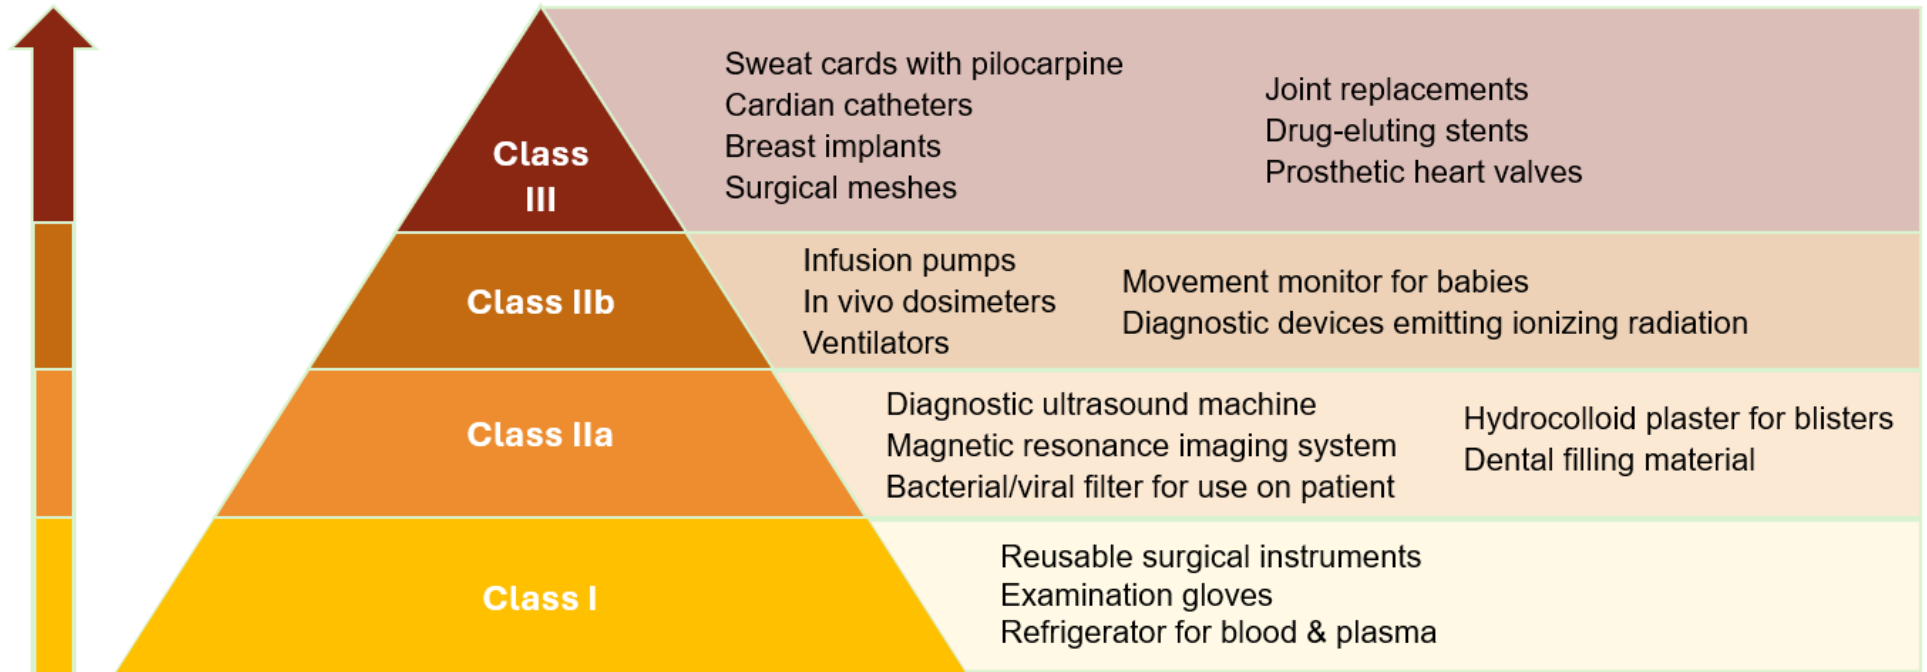 Class
III
Sweat cards with pilocarpine
Cardian catheters
Breast implants
Surgical meshes
Joint replacements
Drug-eluting stents
Prosthetic heart valves
Class IIb
Infusion pumps
In vivo dosimeters
Ventilators
Movement monitor for babies
Diagnostic devices emitting ionizing radiation
Class IIa
Diagnostic ultrasound machine
Magnetic resonance imaging system
Bacterial/viral filter for use on patient
Hydrocolloid plaster for blisters
Dental filling material
Class I
Reusable surgical instruments
Examination gloves
Refrigerator for blood & plasma